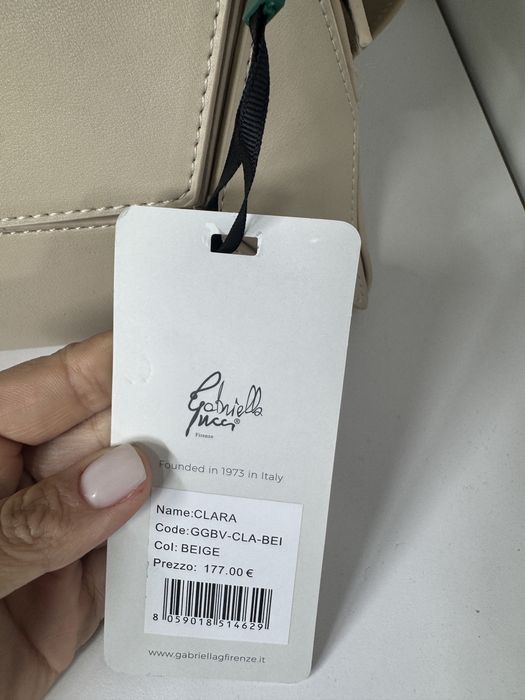 Gabriella
Gucci®
Firenze
Founded in 1973 in Italy
Name:CLARA
Code:GGBV-CLA-BEI
Col: BEIGE
Prezzo: 177.00 €
8 059018 514629
www.gabriellagfirenze.it